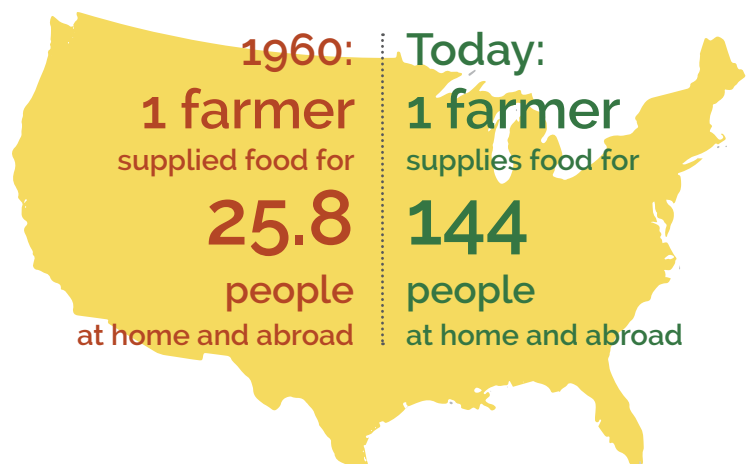 1960:
1 farmer
supplied food for
25.8
people
at home and abroad
Today:
1 farmer
supplies food for
144
people
at home and abroad